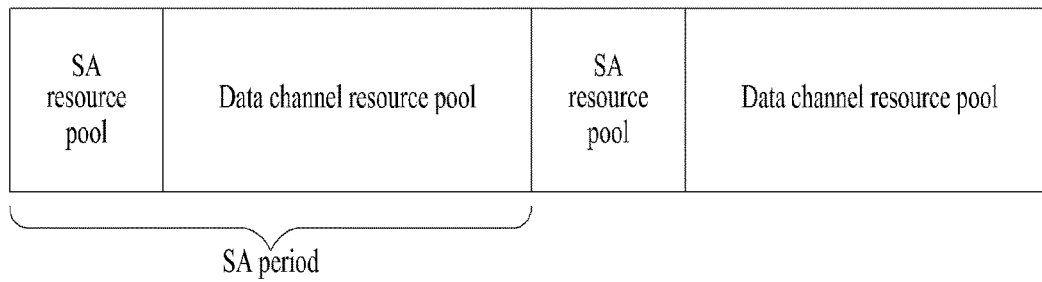 SA
resource
pool
Data channel resource pool
SA
resource
pool
Data channel resource pool
SA period